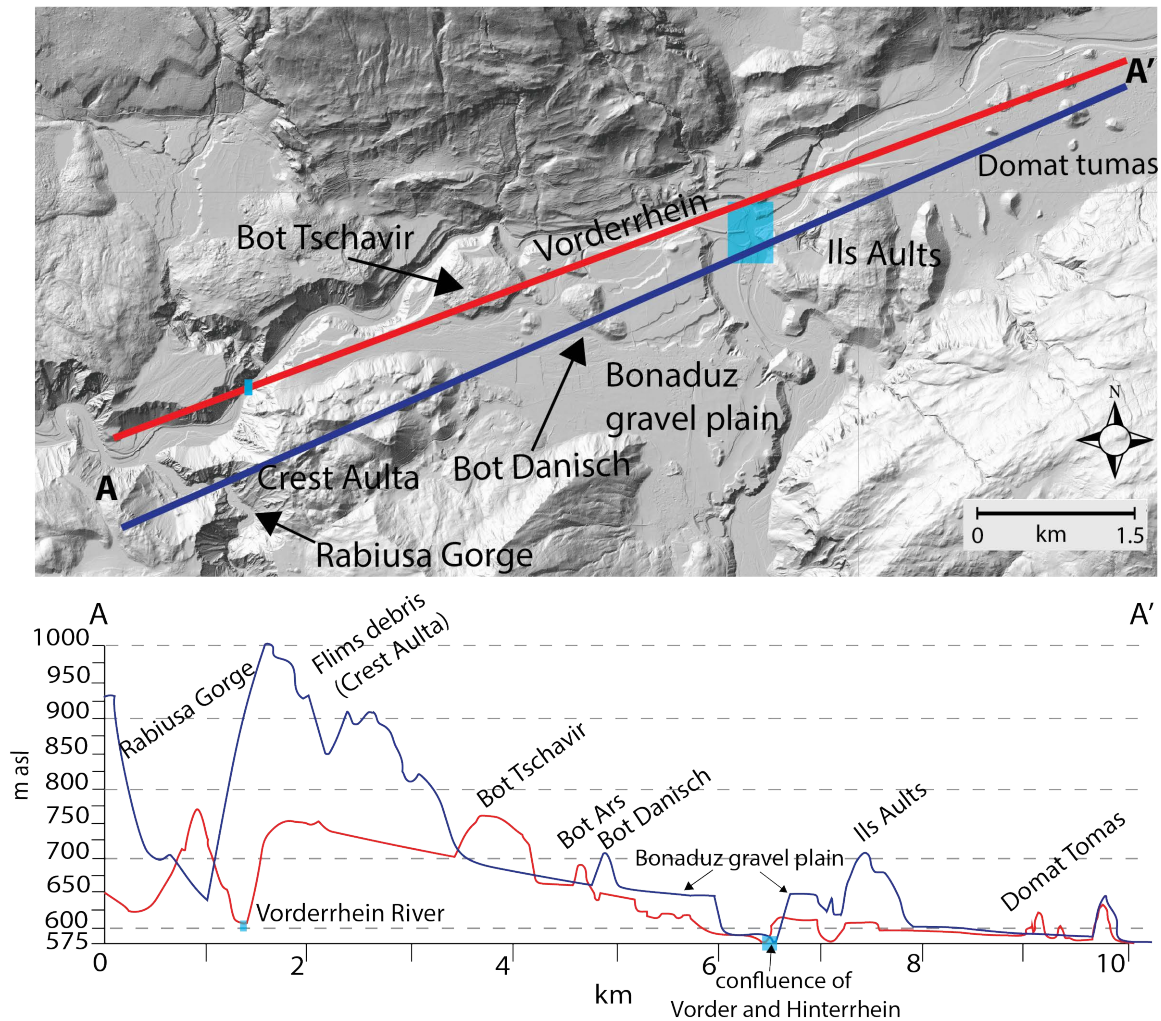 A'
Domat tumas
Vorderrhein
Bot Tschavir
Ils Aults
Bonaduz
gravel plain
N
Bot Danisch
Crest Aulta
A
Rabiusa Gorge
0 km 1.5
A
A'
Flims debris
(Crest Aulta)
Rabiusa Gorge
Bot Tschavir
Bot Ars
Bot Danisch
Ils Aults
Bonaduz gravel plain
Domat Tomas
Vorderrhein River
1000
950
900
850
800
750
700
650
600
575
m asl
0 2 4 6 8 10
km
confluence of
Vorder and Hinterrhein